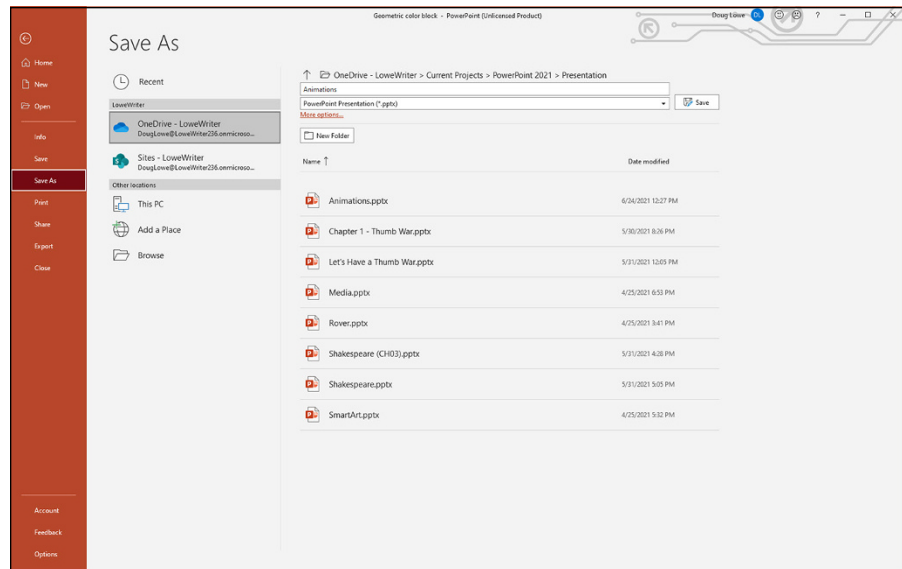 Geometric color block - PowerPoint (Unlicensed Product)
Doug Lowe DL ? - X
Save As
Home
New
Open
Info
Save
Save As
Print
Share
Export
Close
Account
Feedback
Options
Recent
LoweWriter
OneDrive - LoweWriter
DougLowe@LoweWriter236.onmicroso...
Sites - LoweWriter
DougLowe@LoweWriter236.onmicroso...
Other locations
This PC
Add a Place
Browse
OneDrive - LoweWriter > Current Projects > PowerPoint 2021 > Presentation
Animations
PowerPoint Presentation (*.pptx)
Save
More options...
New Folder
Name ↑ Date modified
Animations.pptx 6/24/2021 12:27 PM
Chapter 1 - Thumb War.pptx 5/30/2021 8:26 PM
Let's Have a Thumb War.pptx 5/31/2021 12:05 PM
Media.pptx 4/25/2021 6:53 PM
Rover.pptx 4/25/2021 3:41 PM
Shakespeare (CH03).pptx 5/31/2021 4:28 PM
Shakespeare.pptx 5/31/2021 5:05 PM
SmartArt.pptx 4/25/2021 5:32 PM